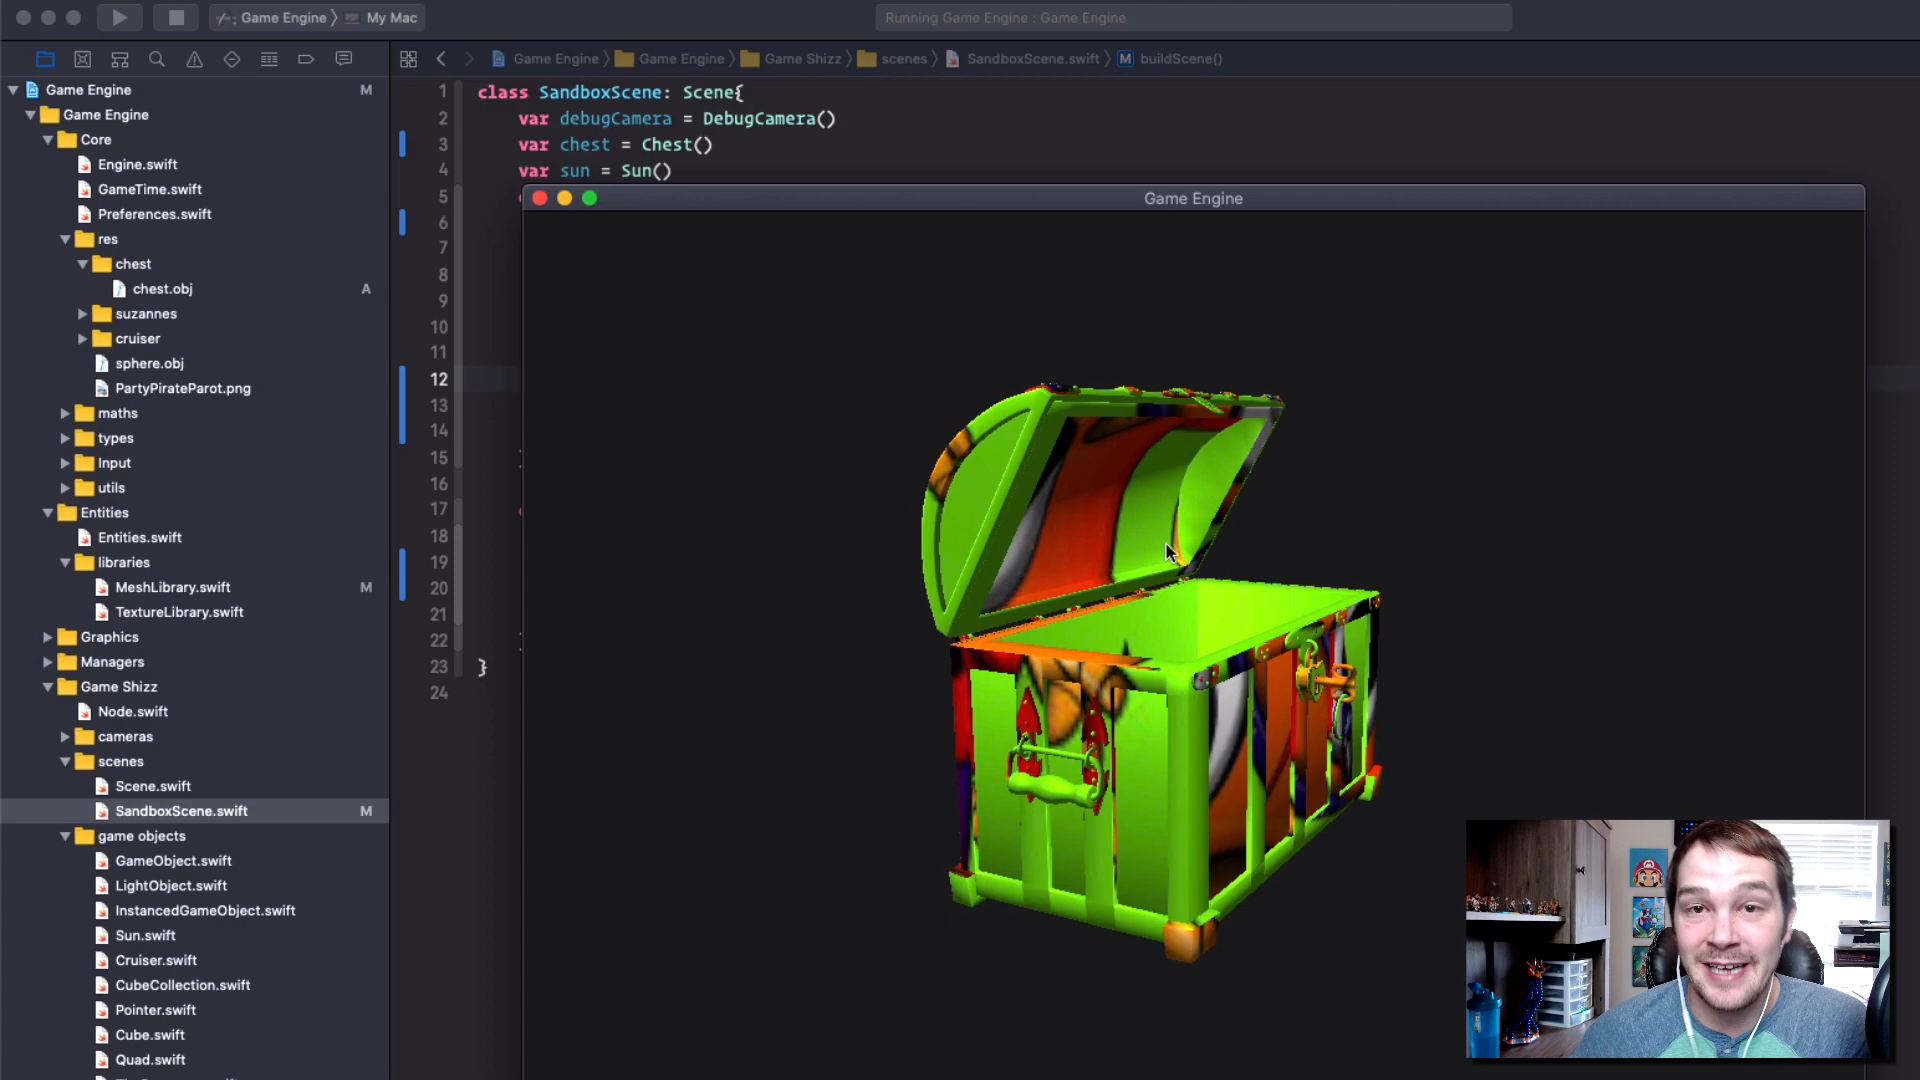 Game Engine 〉 My Mac
Running Game Engine : Game Engine
Game Engine 〉 Game Engine 〉 Game Shizz 〉 scenes 〉 SandboxScene.swift 〉 M buildScene()
Game Engine M
Game Engine
Core
Engine.swift
GameTime.swift
Preferences.swift
res
chest
chest.obj A
suzannes
cruiser
sphere.obj
PartyPirateParot.png
maths
types
Input
utils
Entities
Entities.swift
libraries
MeshLibrary.swift M
TextureLibrary.swift
Graphics
Managers
Game Shizz
Node.swift
cameras
scenes
Scene.swift
SandboxScene.swift M
game objects
GameObject.swift
LightObject.swift
InstancedGameObject.swift
Sun.swift
Cruiser.swift
CubeCollection.swift
Pointer.swift
Cube.swift
Quad.swift
1 class SandboxScene: Scene{
2 var debugCamera = DebugCamera()
3 var chest = Chest()
4 var sun = Sun()
5
6
7
8
9
10
11
12
13
14
15
16
17
18
19
20
21
22
23 }
24
Game Engine